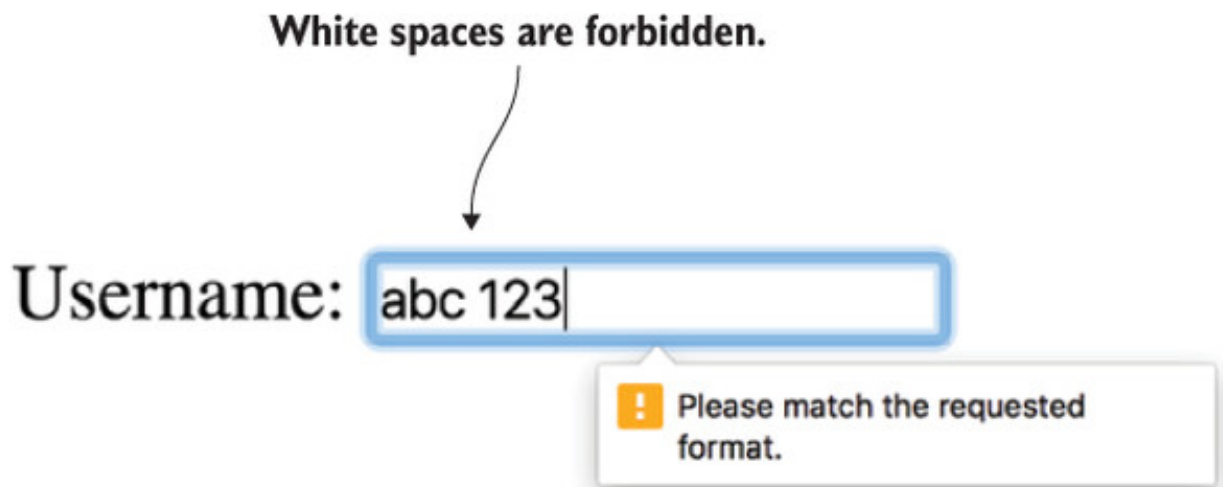 White spaces are forbidden.
Username: abc 123
Please match the requested
format.